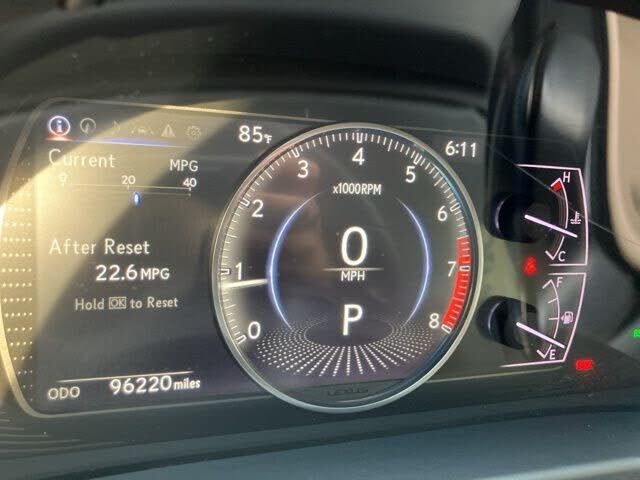 85°F
6:11
Current MPG
0 20 40
After Reset
22.6 MPG
Hold OK to Reset
ODO 96220 miles
x1000RPM
0 1 2 3 4 5 6 7 8
0
MPH
P
LEXUS
H
C
F
E